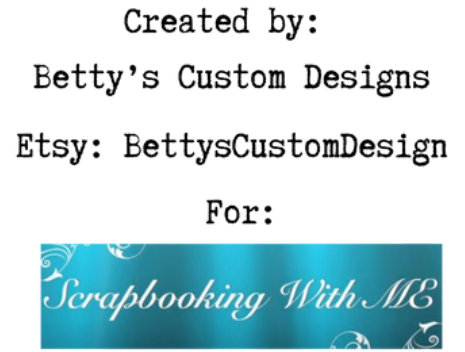 Created by:
Betty's Custom Designs
Etsy: BettysCustomDesign
For:
Scrapbooking With ME